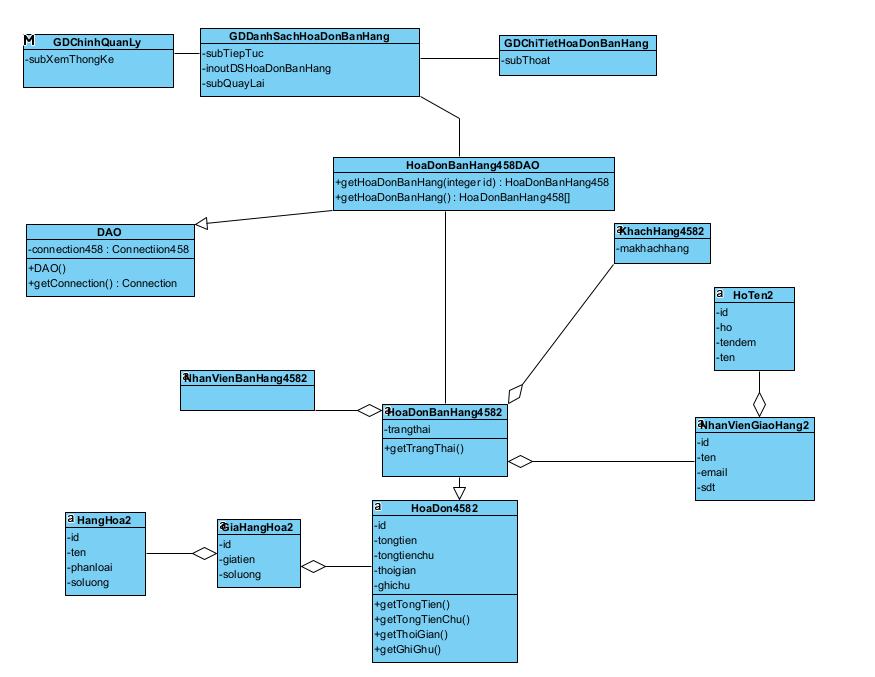 M
GDChinhQuanLy
-subXemThongKe
GDDanhSachHoaDonBanHang
-subTiepTuc
-inoutDSHoaDonBanHang
-subQuayLai
GDChiTietHoaDonBanHang
-subThoat
HoaDonBanHang458DAO
+getHoaDonBanHang(integer id) : HoaDonBanHang458
+getHoaDonBanHang() : HoaDonBanHang458[]
DAO
-connection458 : Connectiion458
+DAO()
+getConnection() : Connection
a
KhachHang4582
-makhachhang
a
HoTen2
-id
-ho
-tendem
-ten
a
NhanVienBanHang4582
a
HoaDonBanHang4582
-trangthai
+getTrangThai()
a
NhanVienGiaoHang2
-id
-ten
-email
-sdt
a
HangHoa2
-id
-ten
-phanloai
-soluong
a
GiaHangHoa2
-id
-giatien
-soluong
a
HoaDon4582
-id
-tongtien
-tongtienchu
-thoigian
-ghichu
+getTongTien()
+getTongTienChu()
+getThoiGian()
+getGhiGhu()